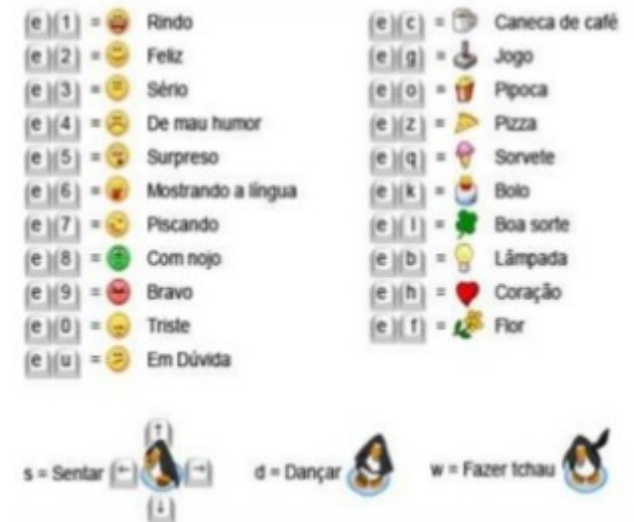 e 1 = Rindo
e 2 = Feliz
e 3 = Sério
e 4 = De mau humor
e 5 = Surpreso
e 6 = Mostrando a língua
e 7 = Piscando
e 8 = Com nojo
e 9 = Bravo
e 0 = Triste
e u = Em Dúvida
e c = Caneca de café
e g = Jogo
e o = Pipoca
e z = Pizza
e q = Sorvete
e k = Bolo
e l = Boa sorte
e b = Lâmpada
e h = Coração
e f = Flor
↑
s = Sentar ← →
↓
d = Dançar
w = Fazer tchau